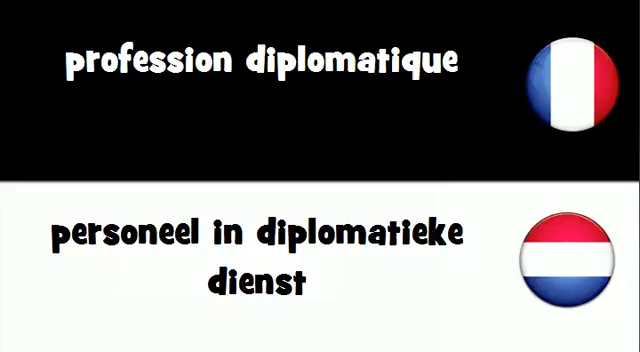 profession diplomatique
personeel in diplomatieke
dienst